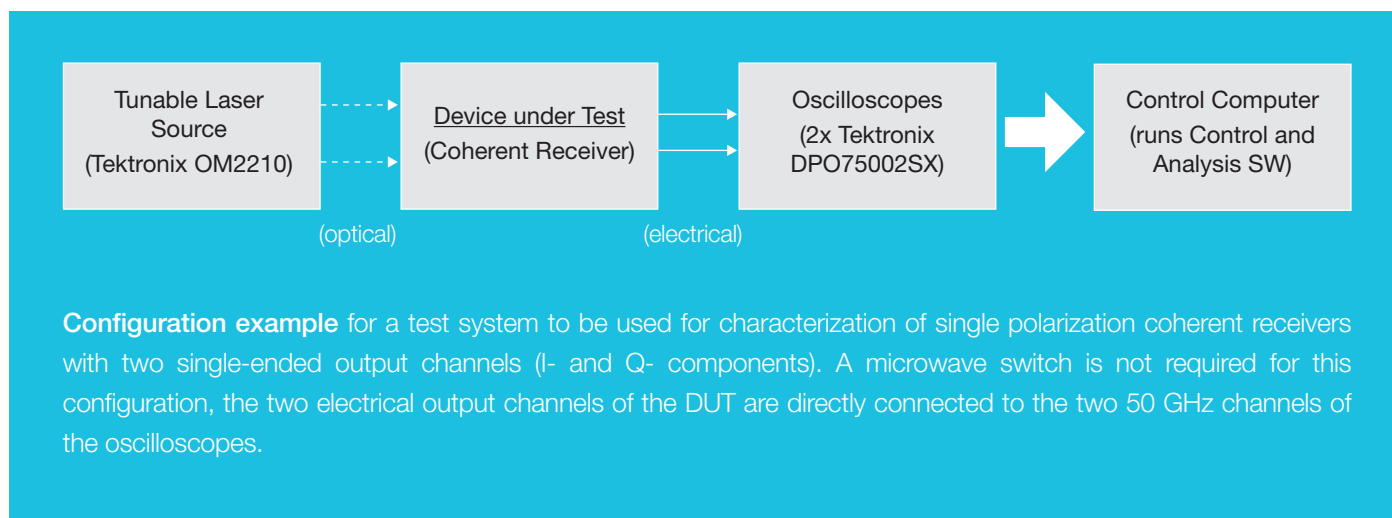 Tunable Laser
Source
(Tektronix OM2210)
Device under Test
(Coherent Receiver)
Oscilloscopes
(2x Tektronix
DPO75002SX)
Control Computer
(runs Control and
Analysis SW)
(optical)
(electrical)
Configuration example for a test system to be used for characterization of single polarization coherent receivers
with two single-ended output channels (I- and Q- components). A microwave switch is not required for this
configuration, the two electrical output channels of the DUT are directly connected to the two 50 GHz channels of
the oscilloscopes.